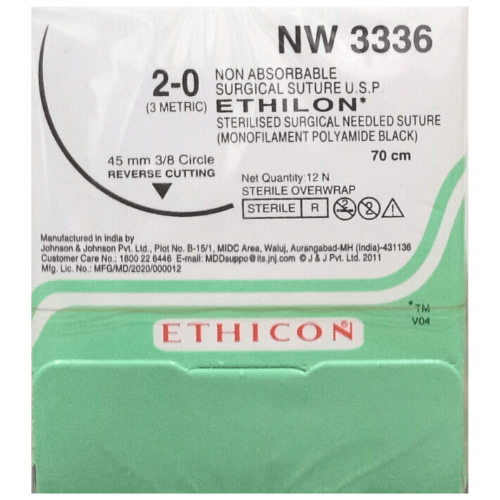 NW 3336
2-0
(3 METRIC)
NON ABSORBABLE
SURGICAL SUTURE U.S.P.
ETHILON*
STERILISED SURGICAL NEEDLED SUTURE
(MONOFILAMENT POLYAMIDE BLACK)
70 cm
45 mm 3/8 Circle
REVERSE CUTTING
Net Quantity:12 N
STERILE OVERWRAP
STERILE R 2 2
Manufactured in India by
Johnson & Johnson Pvt. Ltd., Plot No. B-15/1, MIDC Area, Waluj, Aurangabad-MH (India)-431136
Customer Care No.: 1800 22 6446 E-mail: MDDsuppo@its.jnj.com © J & J Pvt. Ltd. 2011
Mfg. Lic. No.: MFG/MD/2020/000012
*TM
V04
ETHICON®